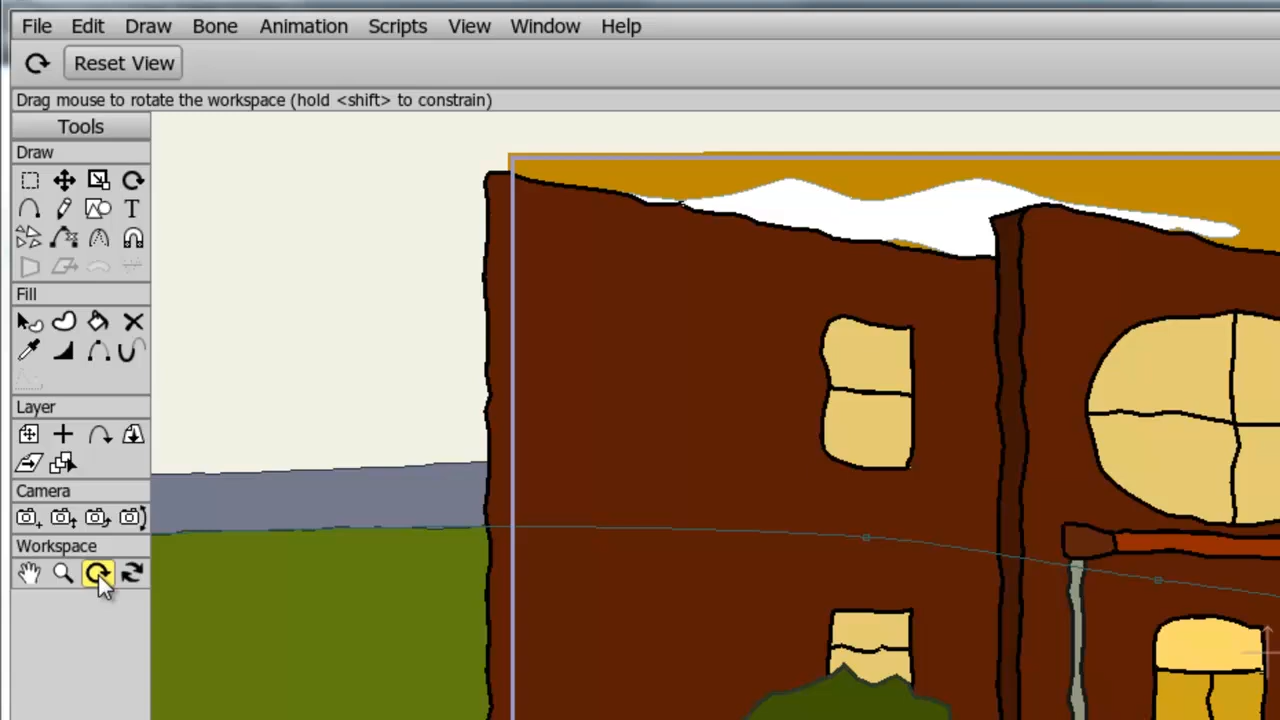 File Edit Draw Bone Animation Scripts View Window Help
Reset View
Drag mouse to rotate the workspace (hold <shift> to constrain)
Tools
Draw
T
Fill
Layer
Camera
Workspace